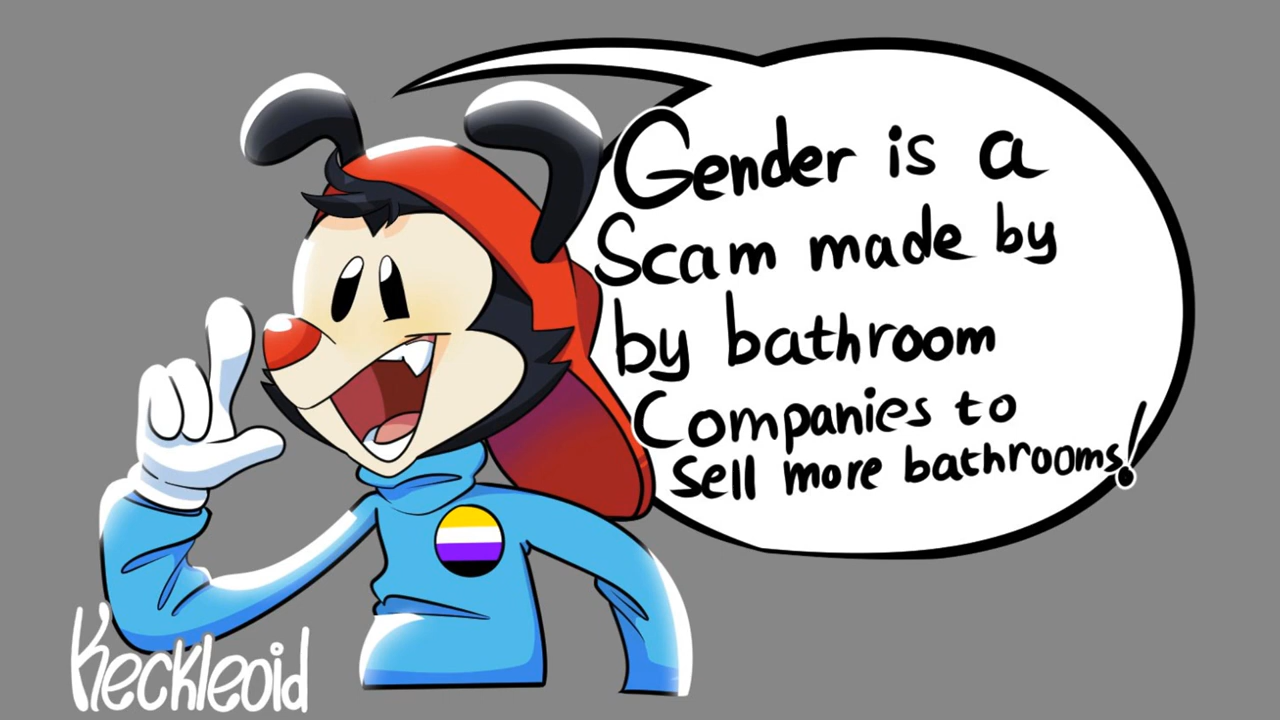 Gender is a
Scam made by
by bathroom
Companies to
Sell more bathrooms!
Keckleoid